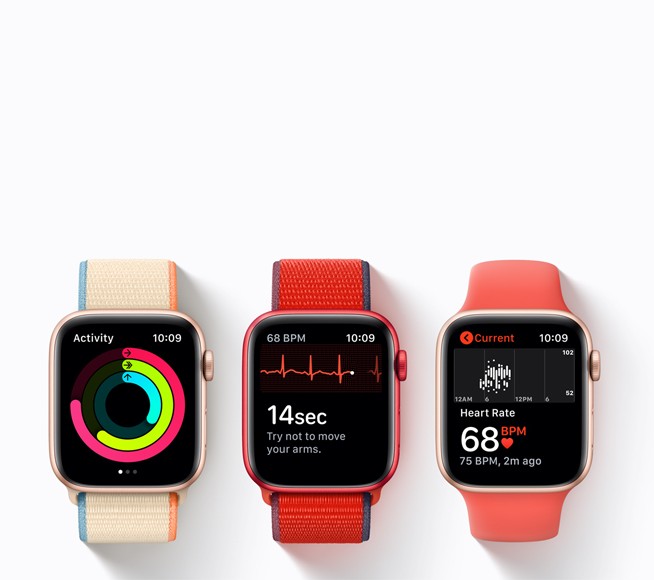 Activity 10:09
68 BPM 10:09
14sec
Try not to move
your arms.
Current 10:09
102
52
12AM 6 12PM 6
Heart Rate
68 BPM
75 BPM, 2m ago